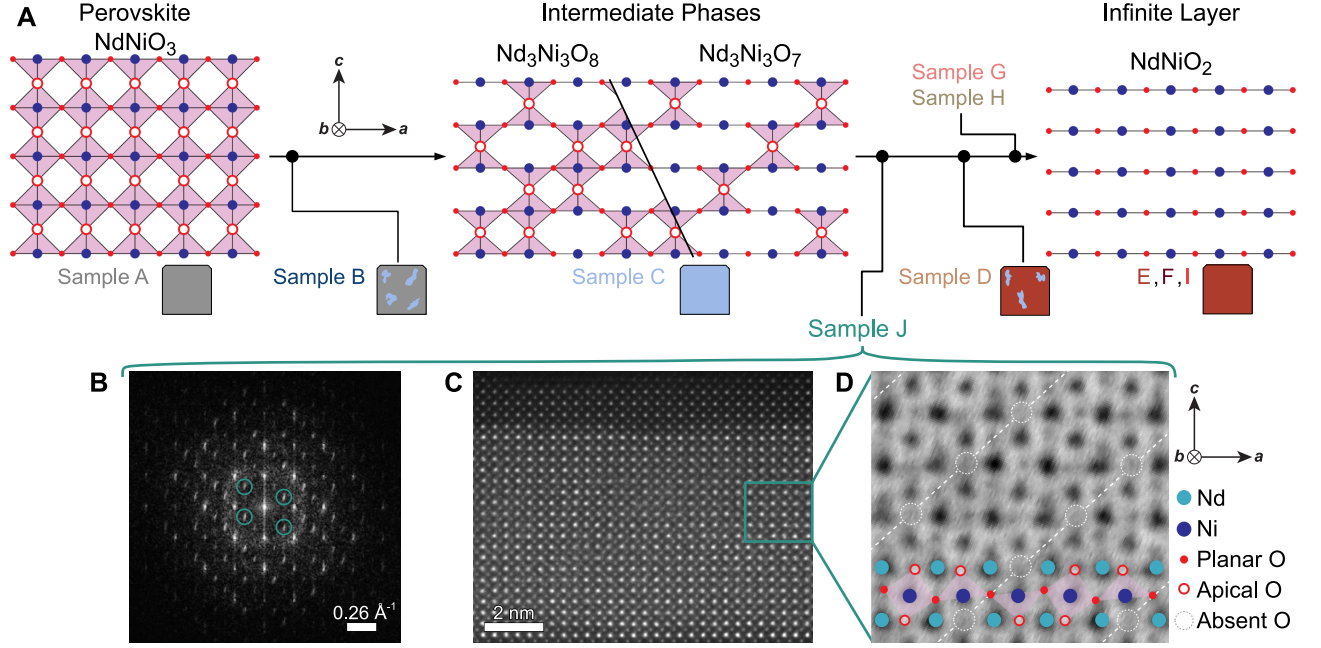 A
Perovskite
NdNiO3
Intermediate Phases
Nd3Ni3O8
Nd3Ni3O7
Infinite Layer
NdNiO2
c
b
a
Sample G
Sample H
Sample A
Sample B
Sample C
Sample D
E,F,I
Sample J
B
0.26 Å-1
C
2 nm
D
c
b
a
Nd
Ni
Planar O
Apical O
Absent O